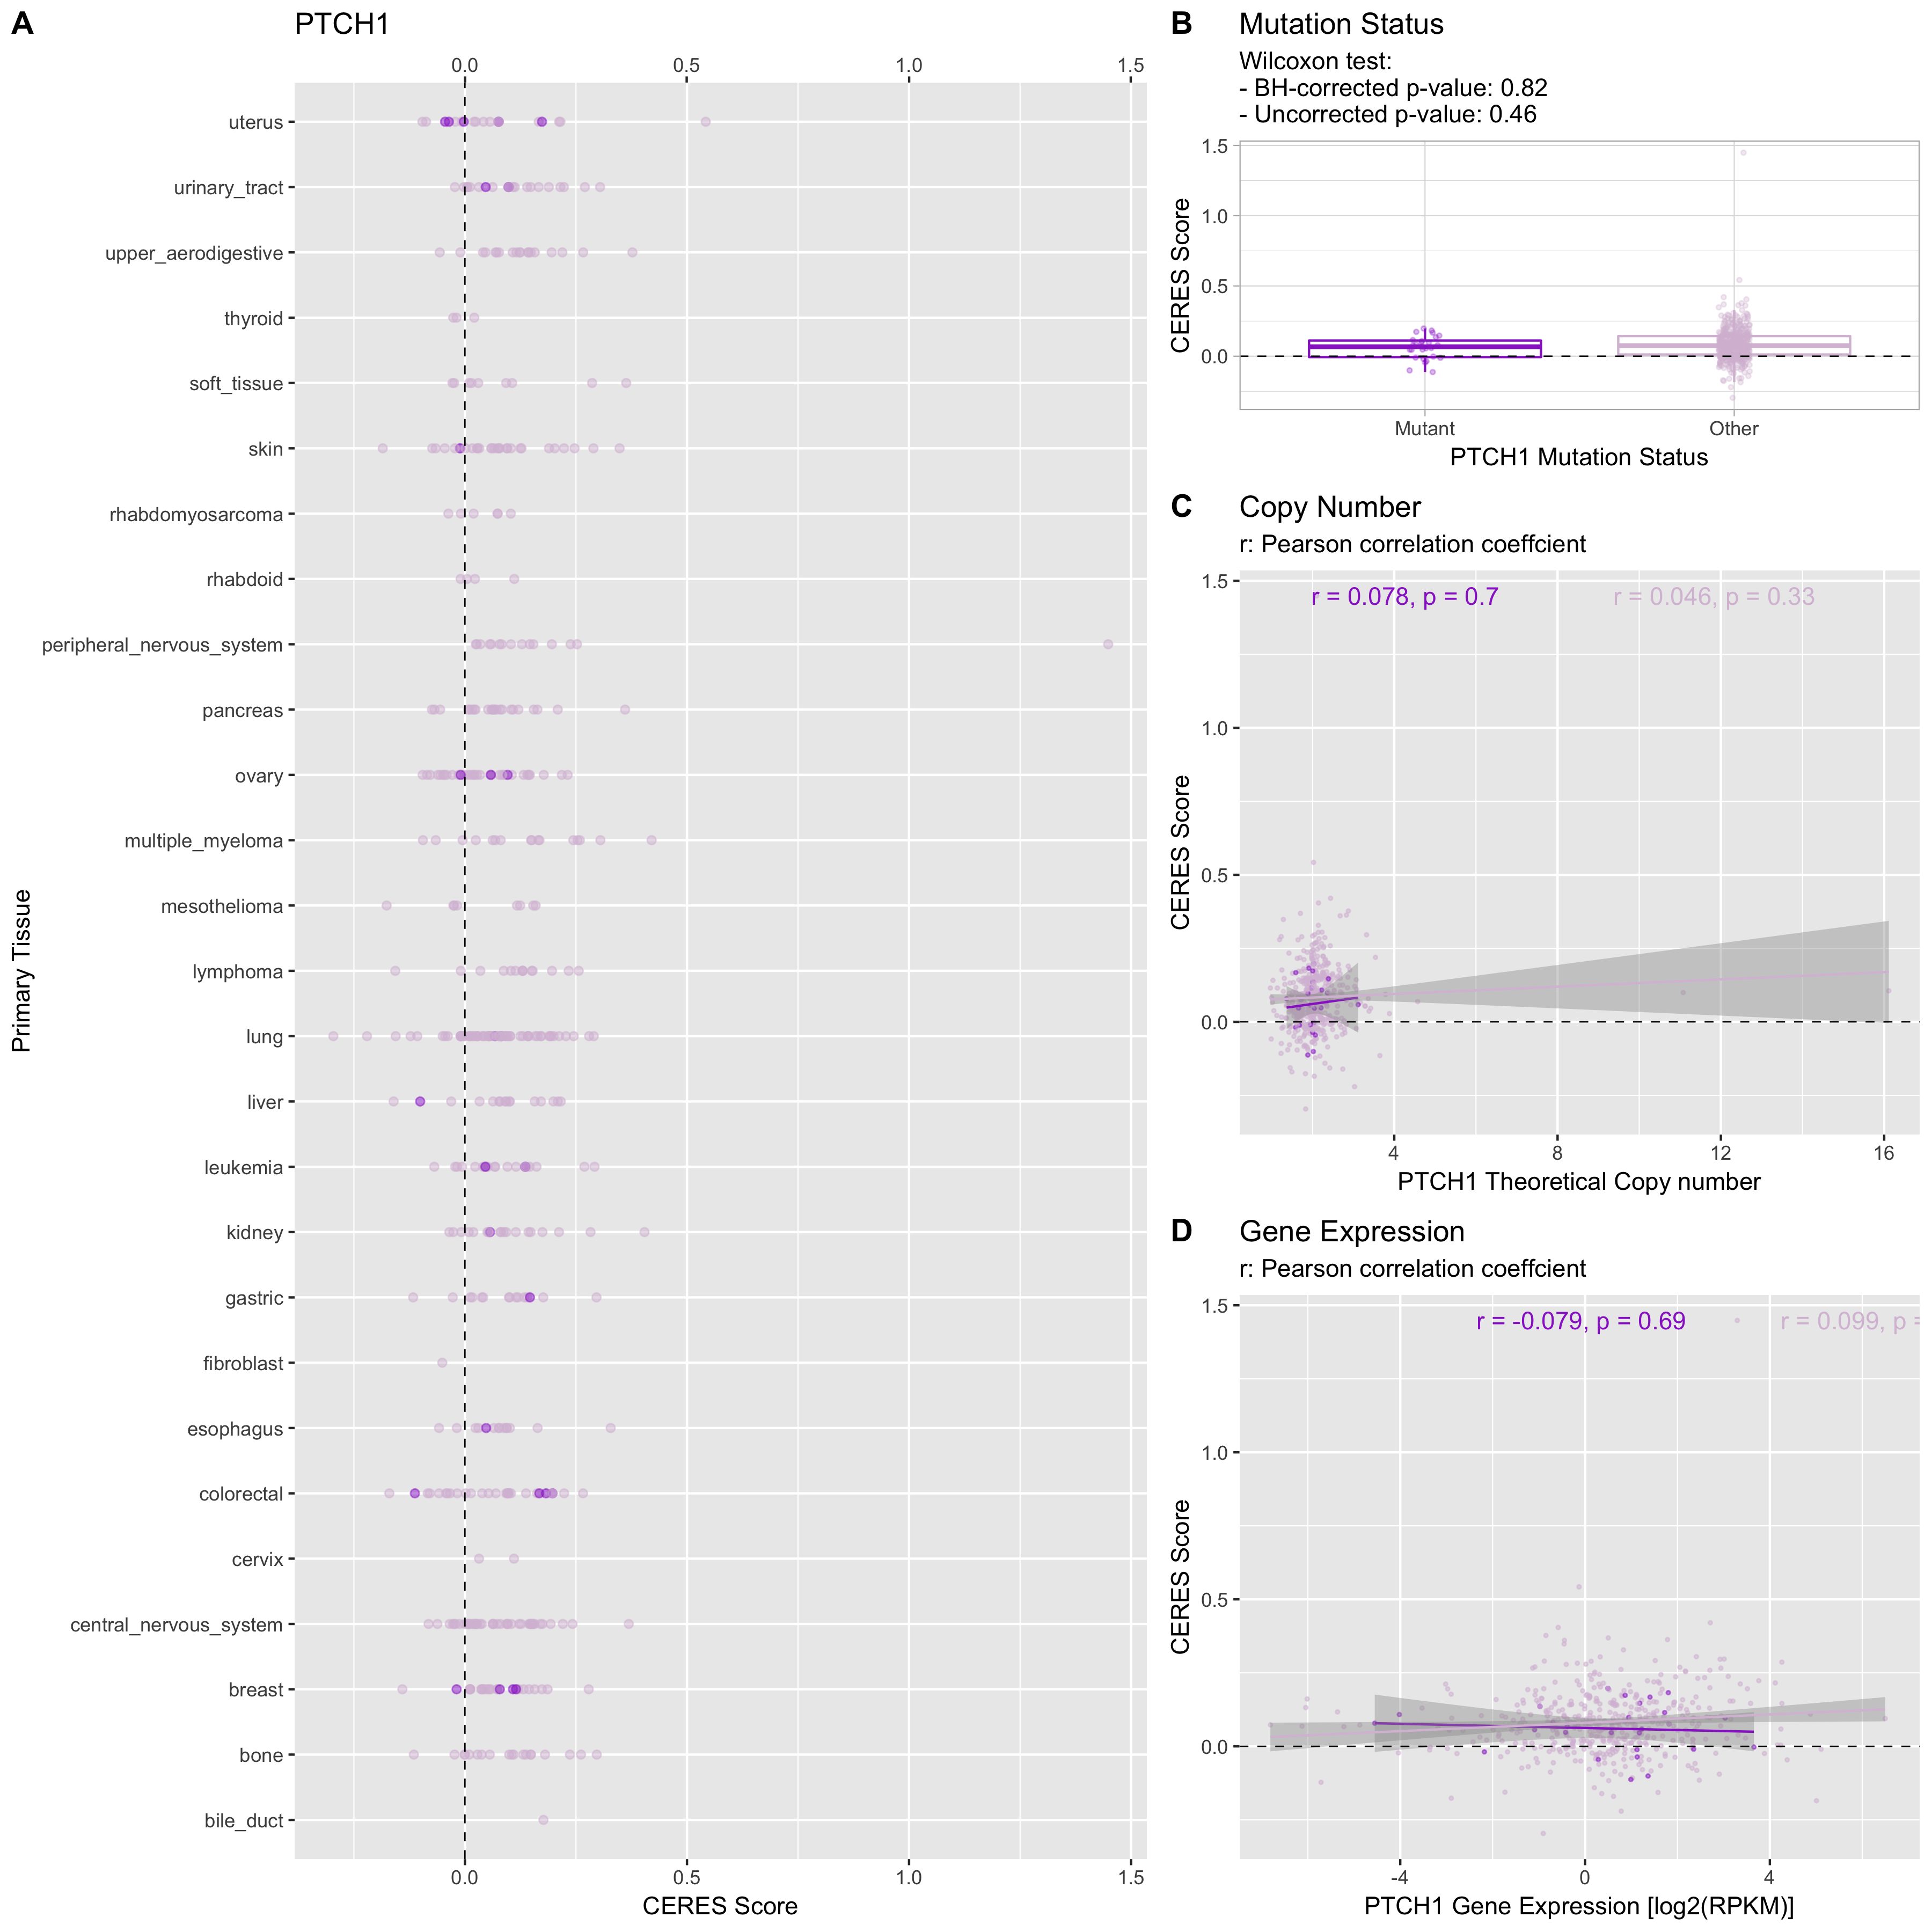 A
PTCH1
0.0 0.5 1.0 1.5
Primary Tissue
uterus
urinary_tract
upper_aerodigestive
thyroid
soft_tissue
skin
rhabdomyosarcoma
rhabdoid
peripheral_nervous_system
pancreas
ovary
multiple_myeloma
mesothelioma
lymphoma
lung
liver
leukemia
kidney
gastric
fibroblast
esophagus
colorectal
cervix
central_nervous_system
breast
bone
bile_duct
0.0 0.5 1.0 1.5
CERES Score
B Mutation Status
Wilcoxon test:
- BH-corrected p-value: 0.82
- Uncorrected p-value: 0.46
CERES Score
1.5
1.0
0.5
0.0
Mutant Other
PTCH1 Mutation Status
C Copy Number
r: Pearson correlation coeffcient
r = 0.078, p = 0.7 r = 0.046, p = 0.33
CERES Score
1.5
1.0
0.5
0.0
4 8 12 16
PTCH1 Theoretical Copy number
D Gene Expression
r: Pearson correlation coeffcient
r = -0.079, p = 0.69 r = 0.099, p =
CERES Score
1.5
1.0
0.5
0.0
-4 0 4
PTCH1 Gene Expression [log2(RPKM)]